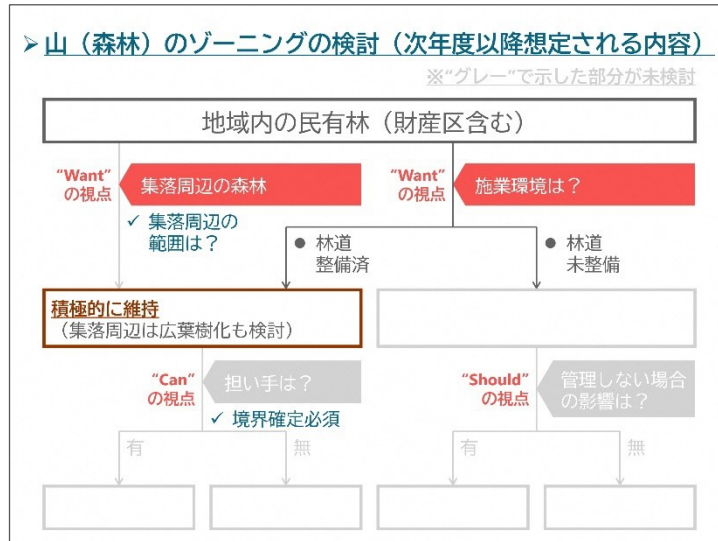 ➢山（森林）のゾーニングの検討（次年度以降想定される内容）
※“グレー”で示した部分が未検討
地域内の民有林（財産区含む）
“Want”
の視点
集落周辺の森林
“Want”
の視点
施業環境は？
✓ 集落周辺の
範囲は？
● 林道
整備済
● 林道
未整備
積極的に維持
（集落周辺は広葉樹化も検討）
“Can”
の視点
担い手は？
“Should”
の視点
管理しない場合
の影響は？
✓ 境界確定必須
有
無
有
無